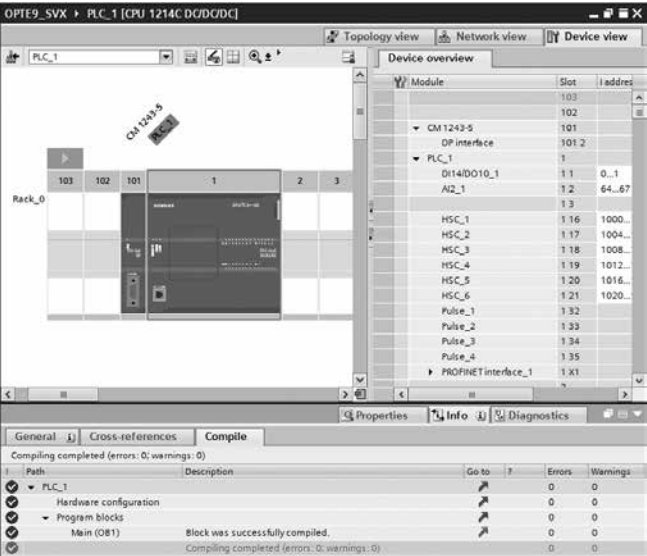 OPTE9_SVX ▸ PLC_1 [CPU 1214C DC/DC/DC]
Topology view Network view Device view
PLC_1
Device overview
Module Slot I addres
103
102
CM 1243-5 101
DP interface 101 2
PLC_1 1
DI14/DO10_1 1 1 0...1
AI2_1 1 2 64...67
1 3
HSC_1 1 16 1000...
HSC_2 1 17 1004...
HSC_3 1 18 1008...
HSC_4 1 19 1012...
HSC_5 1 20 1016...
HSC_6 1 21 1020...
Pulse_1 1 32
Pulse_2 1 33
Pulse_3 1 34
Pulse_4 1 35
PROFINET interface_1 1 X1
CM 1243-5
PLC_1
103 102 101 1 2 3
Rack_0
SIEMENS
Properties Info Diagnostics
General Cross-references Compile
Compiling completed (errors: 0; warnings: 0)
! Path Description Go to ? Errors Warnings
PLC_1 0 0
Hardware configuration 0 0
Program blocks 0 0
Main (OB1) Block was successfully compiled. 0 0
Compiling completed (errors: 0; warnings: 0) 0 0